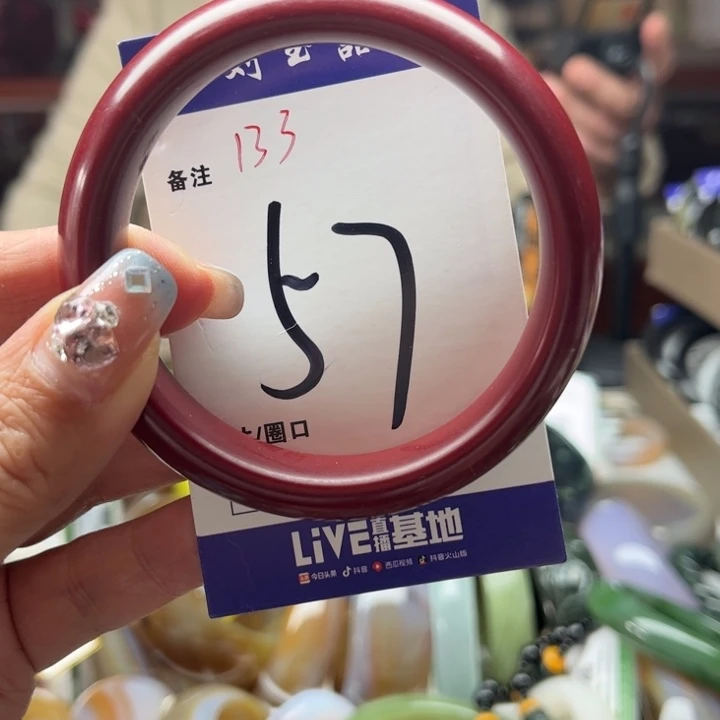 133
备注
57
/圈口
LiVE直播基地
今日头条 抖音 西瓜视频 抖音火山版